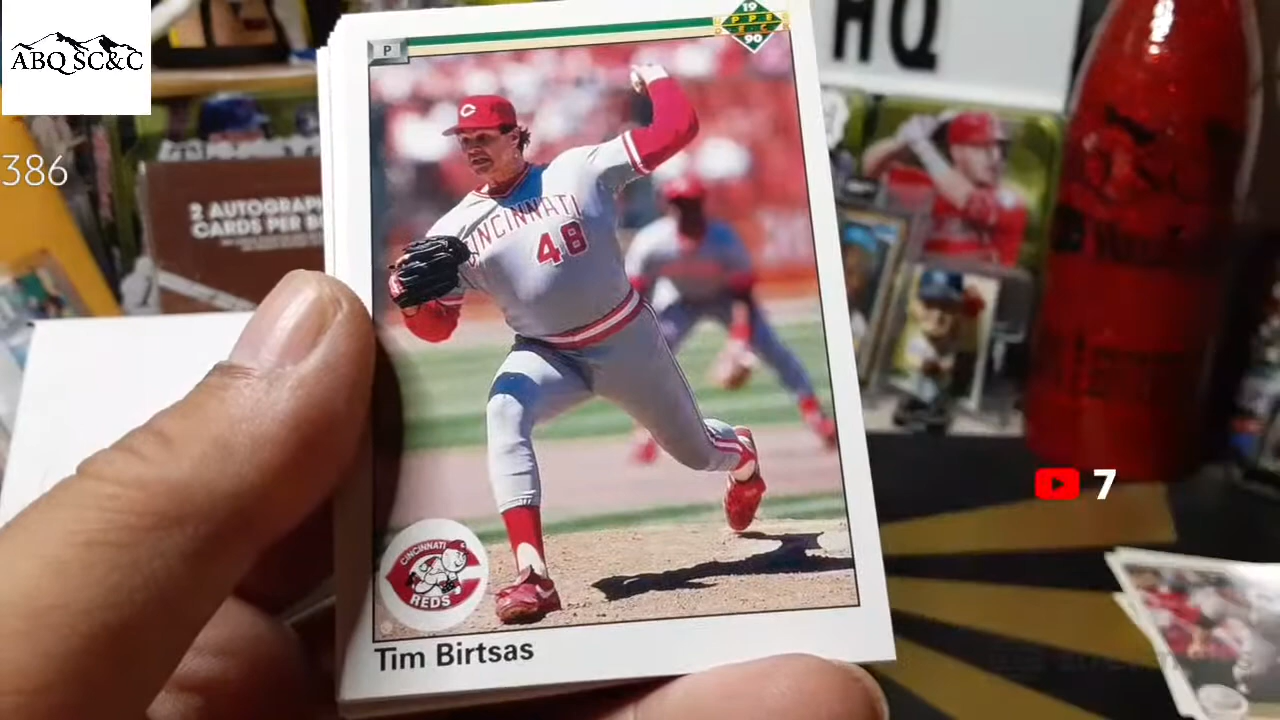 ABQ SC&C
386
HQ
2 AUTOGRAPH
CARDS PER B
P
19
UPPER
DECK
90
CINCINNATI
48
CINCINNATI
REDS
Tim Birtsas
7